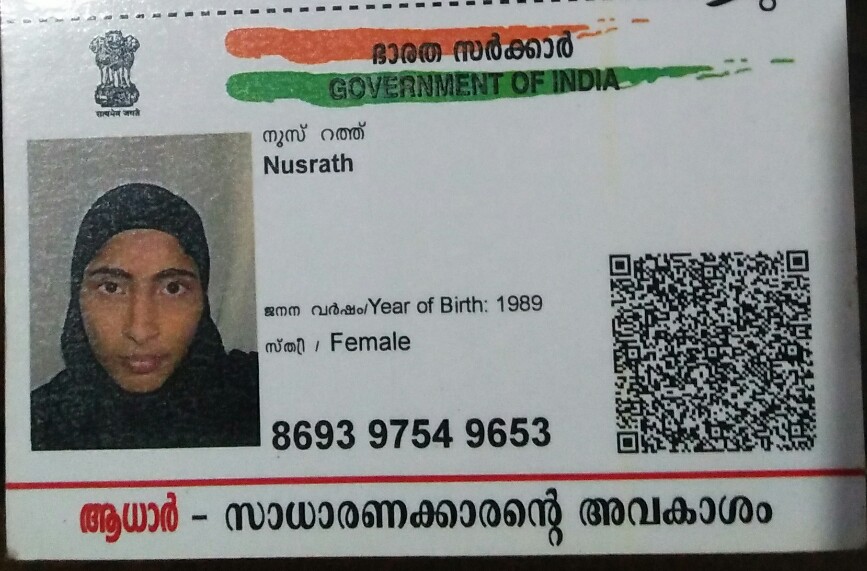 ഭാരത സർക്കാർ
GOVERNMENT OF INDIA
सत्यमेव जयते
നുസ് റത്ത്
Nusrath
ജനന വർഷം/Year of Birth: 1989
സ്ത്രീ / Female
8693 9754 9653
ആധാർ - സാധാരണക്കാരന്റെ അവകാശം